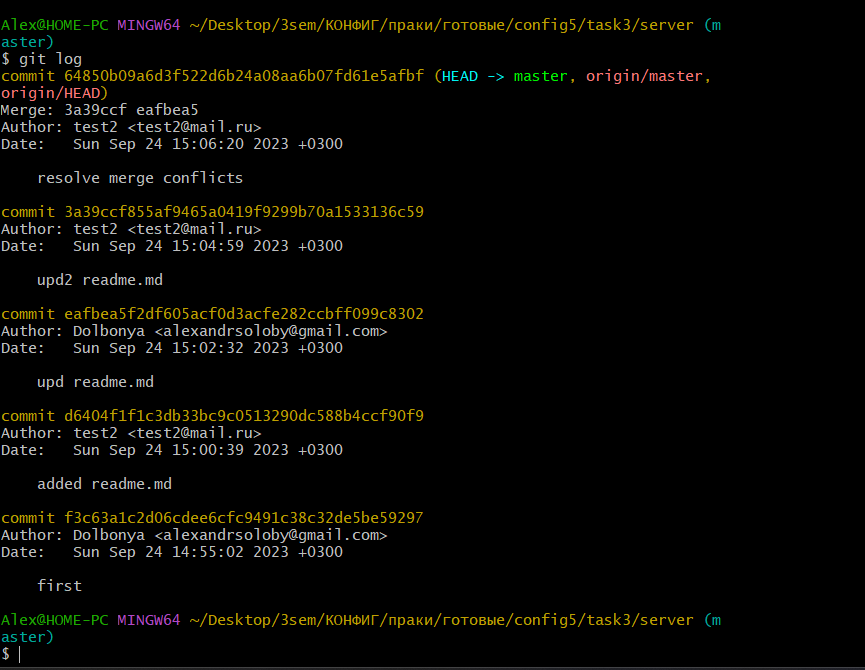 Alex@HOME-PC MINGW64 ~/Desktop/3sem/КОНФИГ/праки/готовые/config5/task3/server (m
aster)
$ git log
commit 64850b09a6d3f522d6b24a08aa6b07fd61e5afbf (HEAD -> master, origin/master,
origin/HEAD)
Merge: 3a39ccf eafbea5
Author: test2 <test2@mail.ru>
Date:   Sun Sep 24 15:06:20 2023 +0300

    resolve merge conflicts

commit 3a39ccf855af9465a0419f9299b70a1533136c59
Author: test2 <test2@mail.ru>
Date:   Sun Sep 24 15:04:59 2023 +0300

    upd2 readme.md

commit eafbea5f2df605acf0d3acfe282ccbff099c8302
Author: Dolbonya <alexandrsoloby@gmail.com>
Date:   Sun Sep 24 15:02:32 2023 +0300

    upd readme.md

commit d6404f1f1c3db33bc9c0513290dc588b4ccf90f9
Author: test2 <test2@mail.ru>
Date:   Sun Sep 24 15:00:39 2023 +0300

    added readme.md

commit f3c63a1c2d06cdee6cfc9491c38c32de5be59297
Author: Dolbonya <alexandrsoloby@gmail.com>
Date:   Sun Sep 24 14:55:02 2023 +0300

    first

Alex@HOME-PC MINGW64 ~/Desktop/3sem/КОНФИГ/праки/готовые/config5/task3/server (m
aster)
$